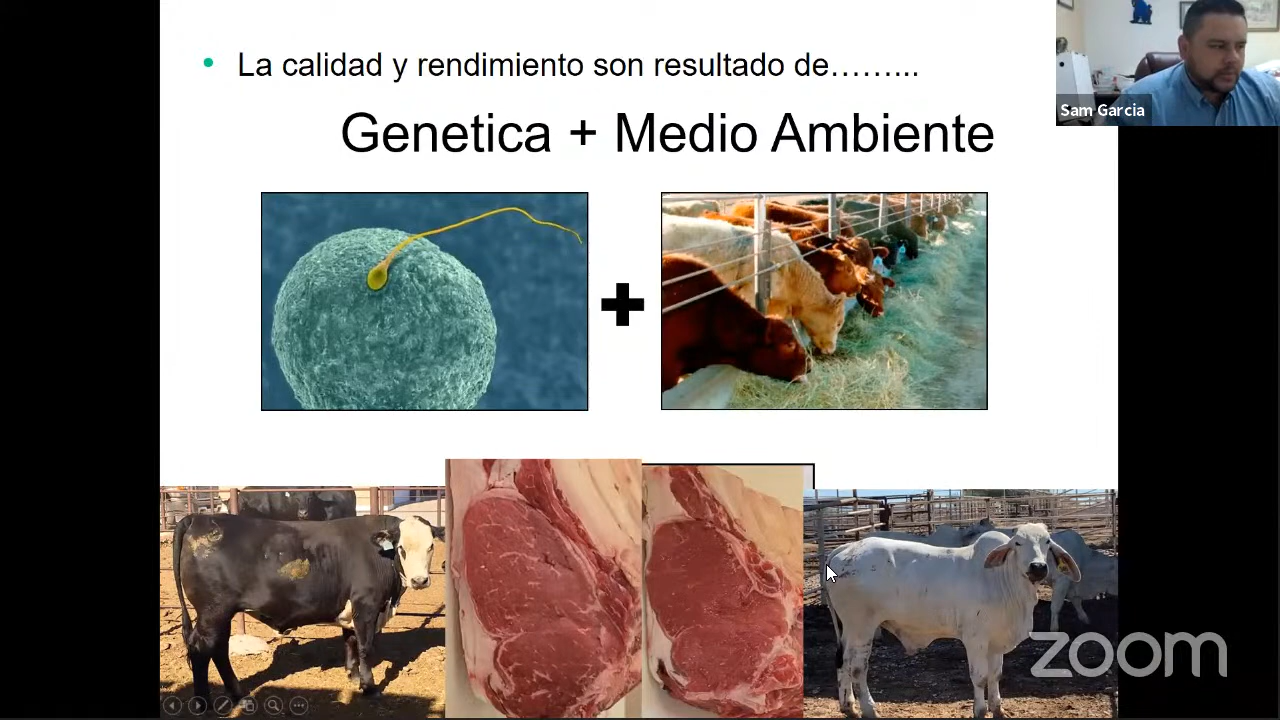 La calidad y rendimiento son resultado de……...
Genetica + Medio Ambiente
Sam Garcia
zoom